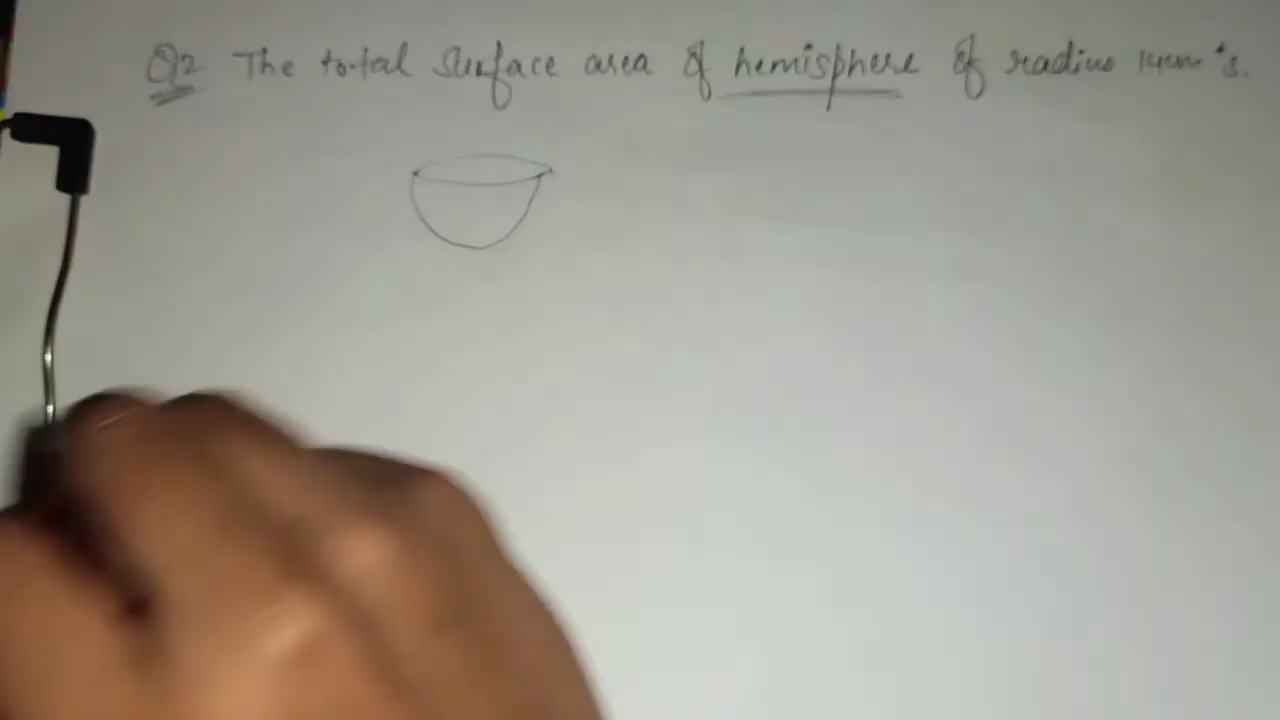 Q2 The total surface area of hemisphere of radius 14cm is.